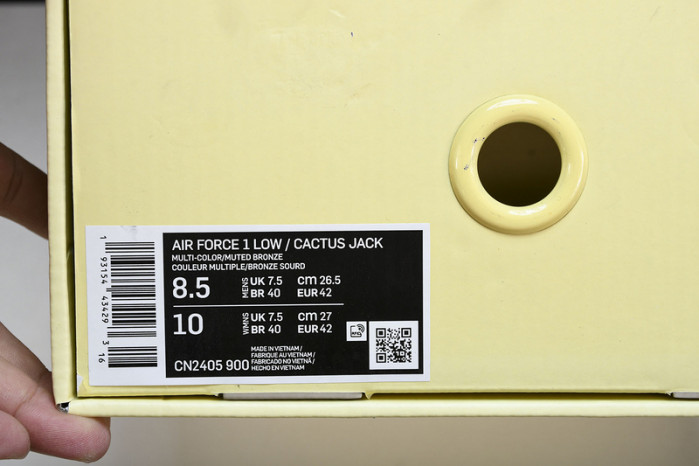 AIR FORCE 1 LOW / CACTUS JACK
MULTI-COLOR/MUTED BRONZE
COULEUR MULTIPLE/BRONZE SOURD
8.5 MENS UK 7.5 cm 26.5
BR 40 EUR 42
10 WMNS UK 7.5 cm 27
BR 40 EUR 42
CN2405 900
MADE IN VIETNAM /
FABRIQUÉ AU VIETNAM /
FABRICADO NO VIETNÃ /
HECHO EN VIETNAM
1 93154 43429 3 16